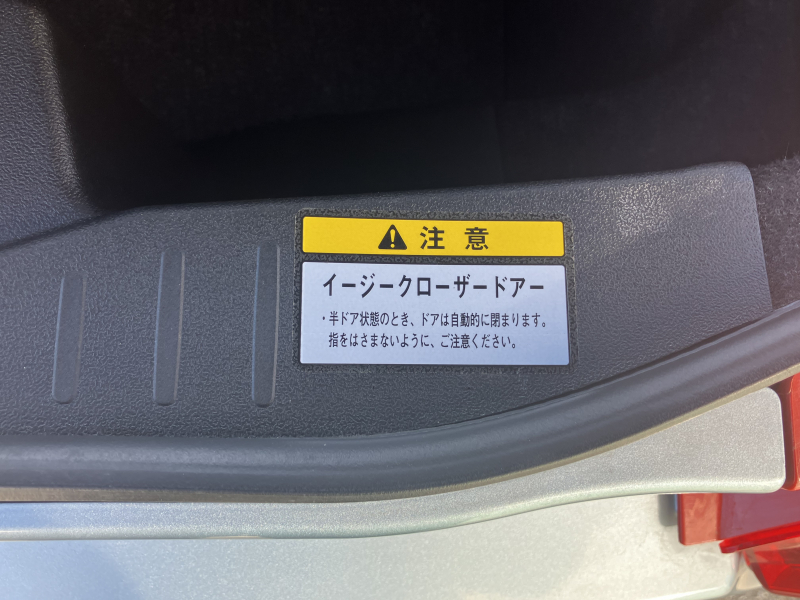 注意
イージークローザードアー
・半ドア状態のとき、ドアは自動的に閉まります。
指をはさまないように、ご注意ください。